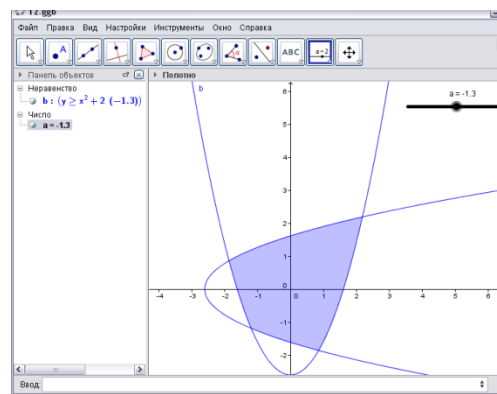 12.ggb
Файл Правка Вид Настройки Инструменты Окно Справка
A ABC a=2
Панель объектов Полотно
Неравенство
b : (y ≥ x² + 2 (−1.3))
Число
a = -1.3
b
a = -1.3
6
5
4
3
2
1
0
-4 -3 -2 -1 0 1 2 3 4 5 6
-1
-2
Ввод: